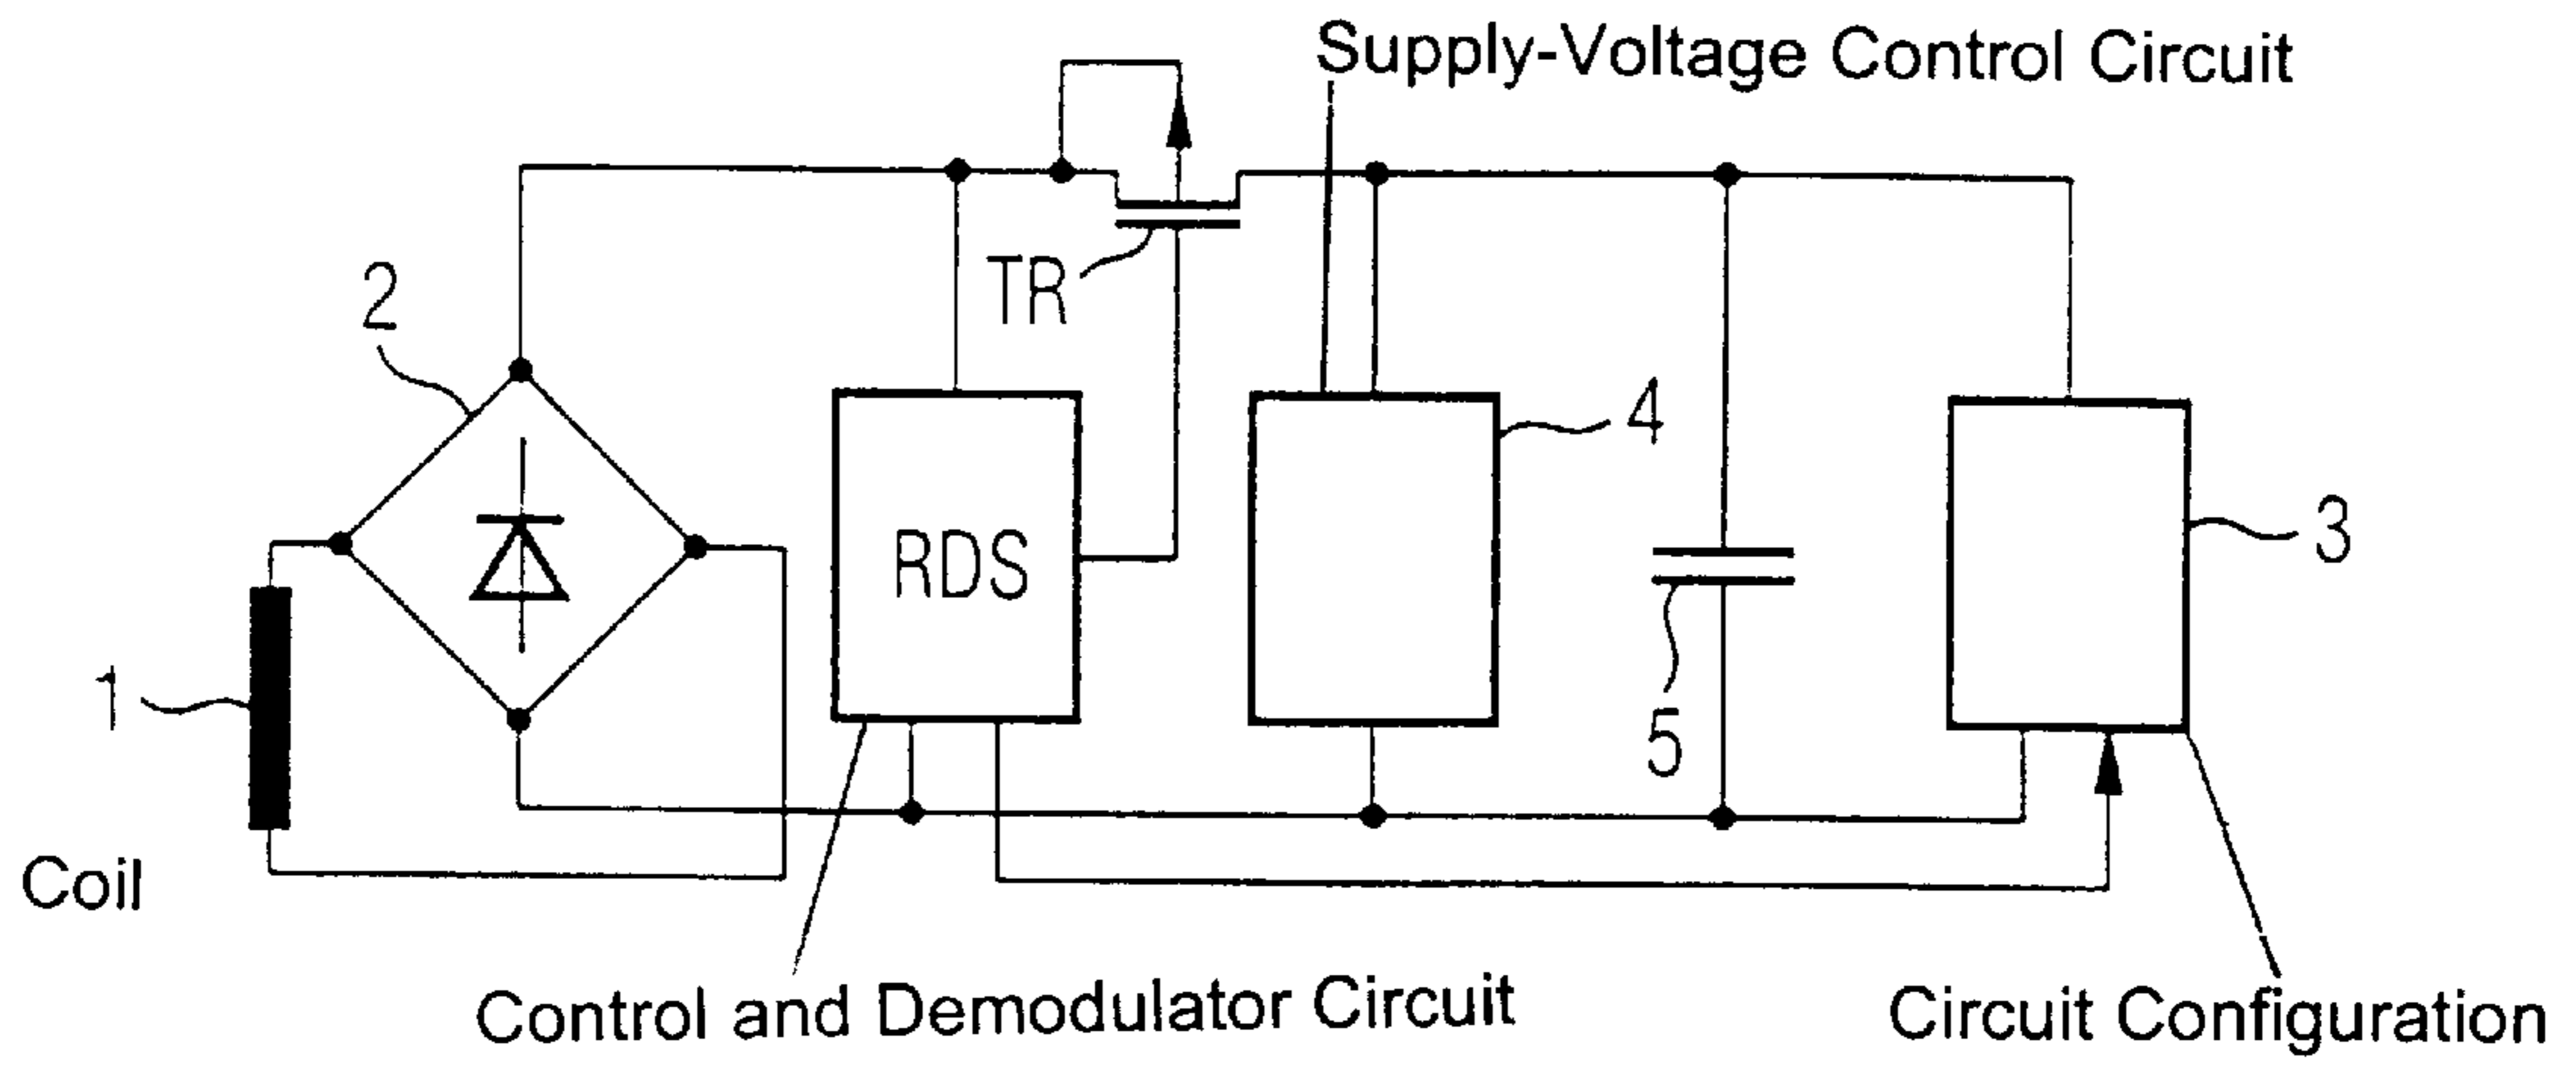 Supply-Voltage Control Circuit
2
TR
4
RDS
3
1
5
Coil
Control and Demodulator Circuit
Circuit Configuration